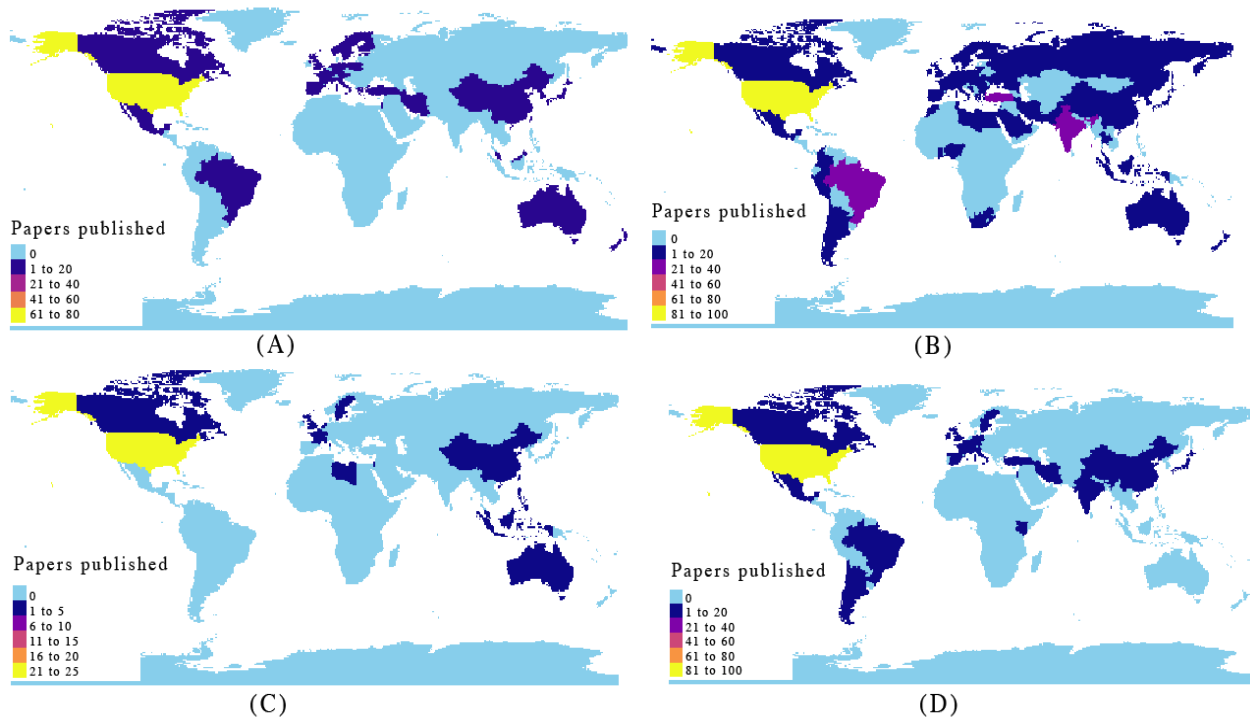 Papers published
0
1 to 20
21 to 40
41 to 60
61 to 80
(A)
Papers published
0
1 to 20
21 to 40
41 to 60
61 to 80
81 to 100
(B)
Papers published
0
1 to 5
6 to 10
11 to 15
16 to 20
21 to 25
(C)
Papers published
0
1 to 20
21 to 40
41 to 60
61 to 80
81 to 100
(D)